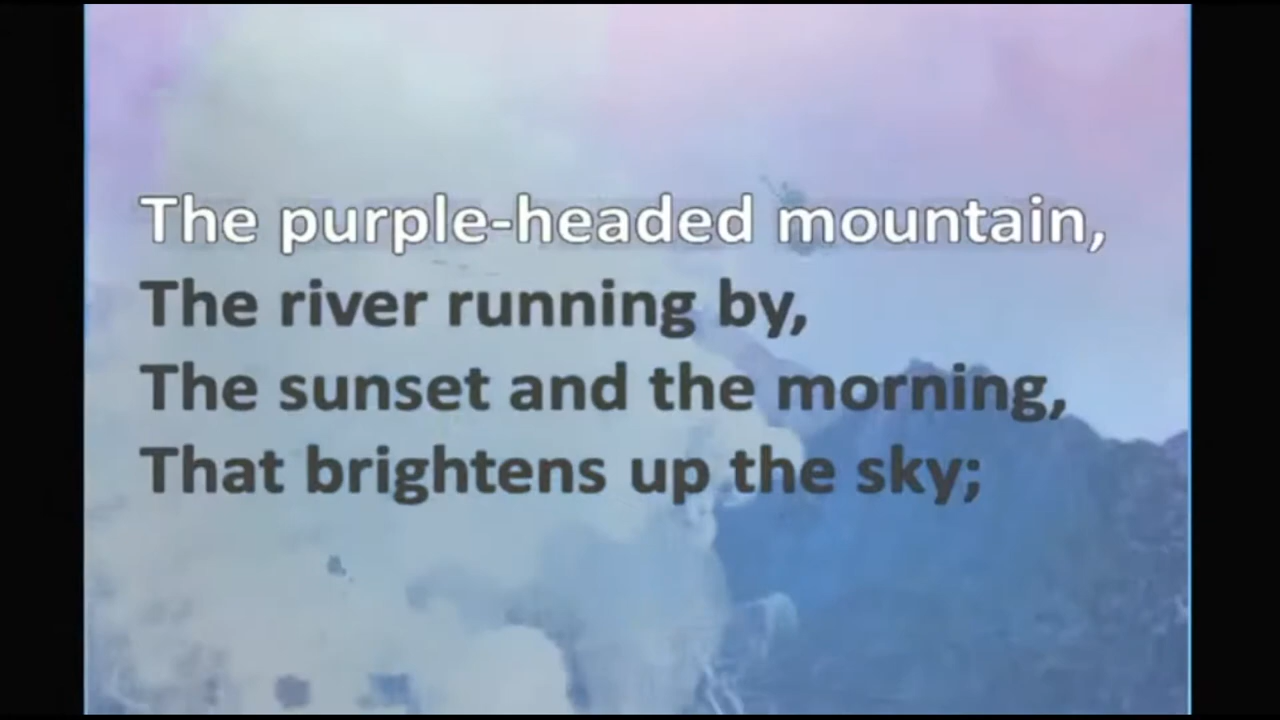 The purple-headed mountain,
The river running by,
The sunset and the morning,
That brightens up the sky;